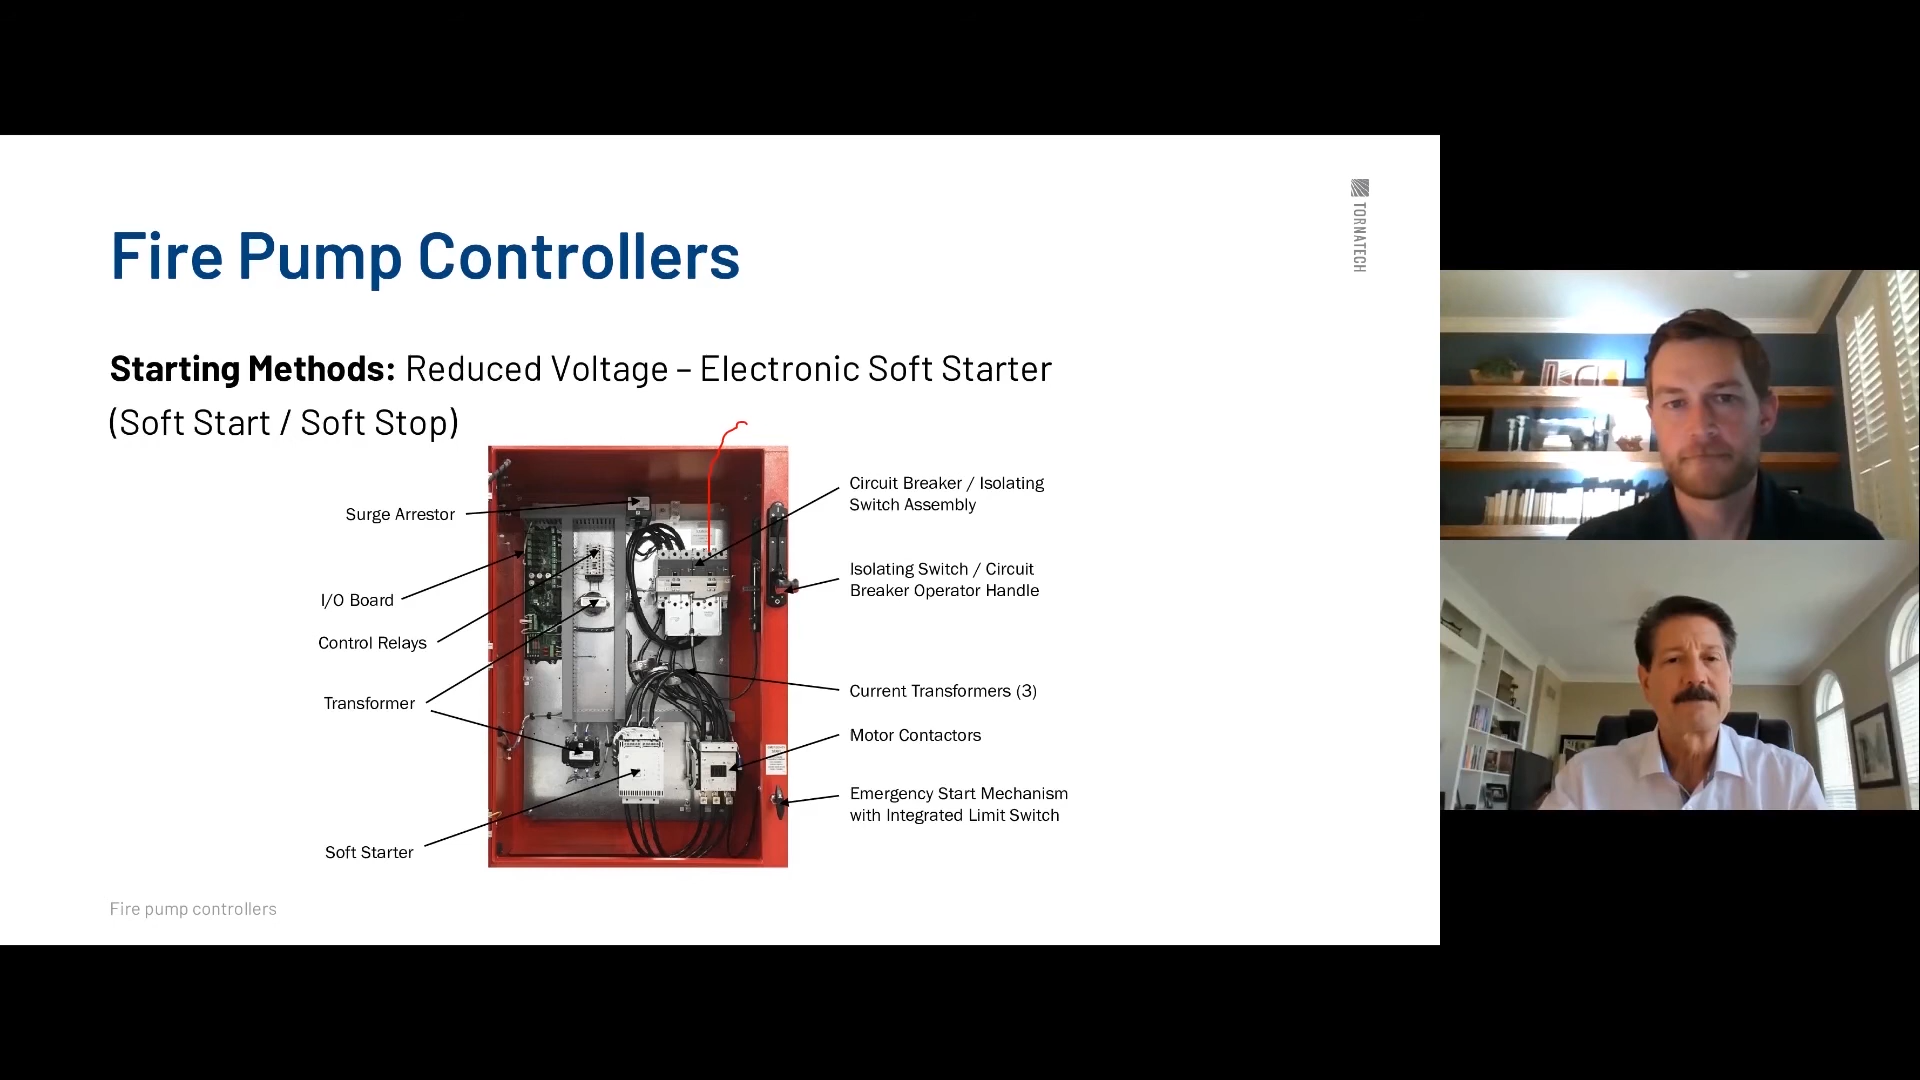 TORNATECH
Fire Pump Controllers
Starting Methods: Reduced Voltage – Electronic Soft Starter
(Soft Start / Soft Stop)
Surge Arrestor
I/O Board
Control Relays
Transformer
Soft Starter
Circuit Breaker / Isolating
Switch Assembly
Isolating Switch / Circuit
Breaker Operator Handle
Current Transformers (3)
Motor Contactors
Emergency Start Mechanism
with Integrated Limit Switch
Fire pump controllers